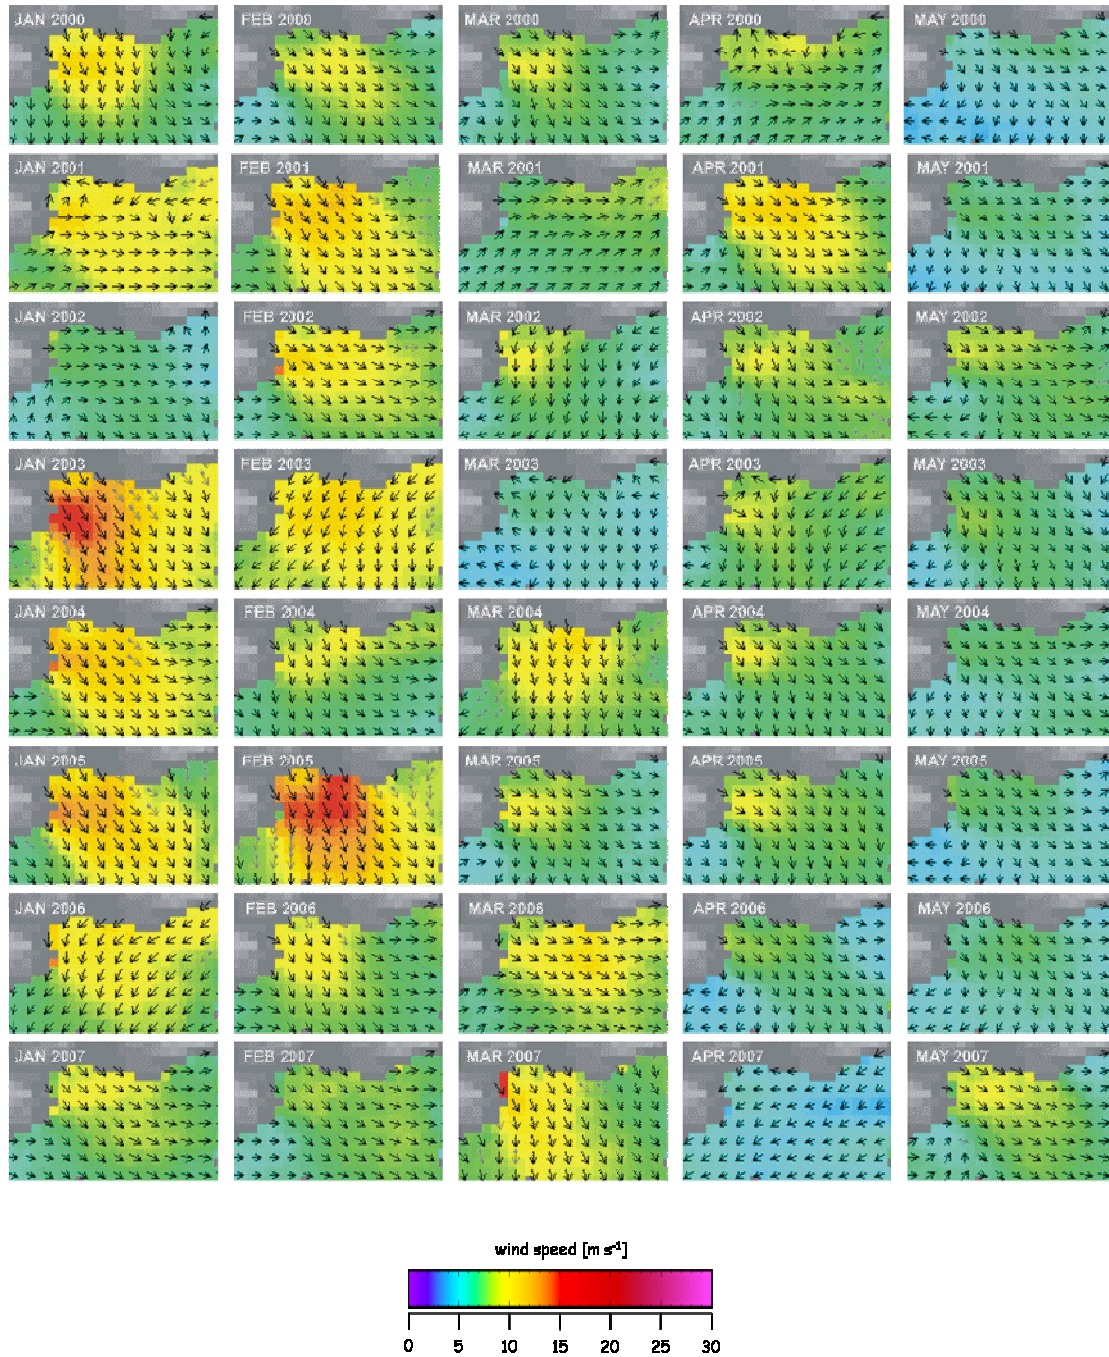 JAN 2000 FEB 2000 MAR 2000 APR 2000 MAY 2000
JAN 2001 FEB 2001 MAR 2001 APR 2001 MAY 2001
JAN 2002 FEB 2002 MAR 2002 APR 2002 MAY 2002
JAN 2003 FEB 2003 MAR 2003 APR 2003 MAY 2003
JAN 2004 FEB 2004 MAR 2004 APR 2004 MAY 2004
JAN 2005 FEB 2005 MAR 2005 APR 2005 MAY 2005
JAN 2006 FEB 2006 MAR 2006 APR 2006 MAY 2006
JAN 2007 FEB 2007 MAR 2007 APR 2007 MAY 2007
wind speed [m s⁻¹]
0 5 10 15 20 25 30